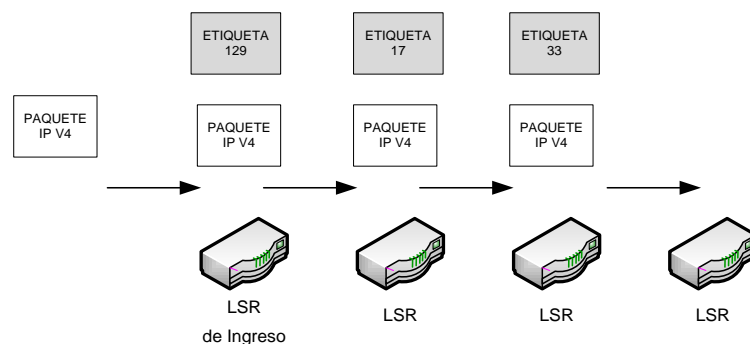 ETIQUETA
129
ETIQUETA
17
ETIQUETA
33
PAQUETE
IP V4
PAQUETE
IP V4
PAQUETE
IP V4
PAQUETE
IP V4
LSR
de Ingreso
LSR
LSR
LSR